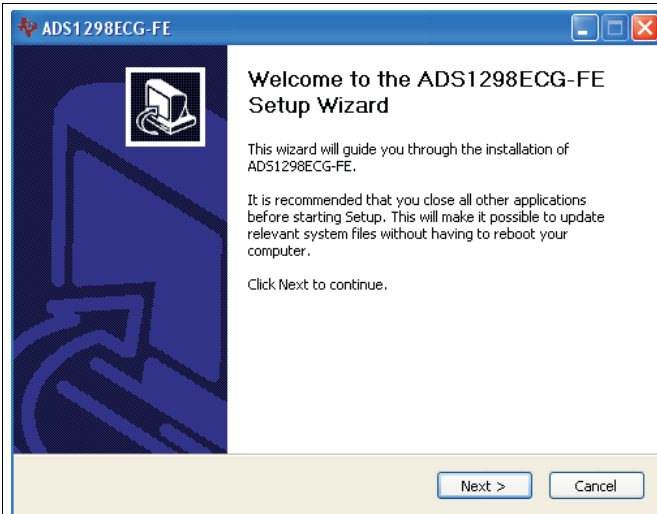 ADS1298ECG-FE
Welcome to the ADS1298ECG-FE
Setup Wizard
This wizard will guide you through the installation of
ADS1298ECG-FE.
It is recommended that you close all other applications
before starting Setup. This will make it possible to update
relevant system files without having to reboot your
computer.
Click Next to continue.
Next >
Cancel